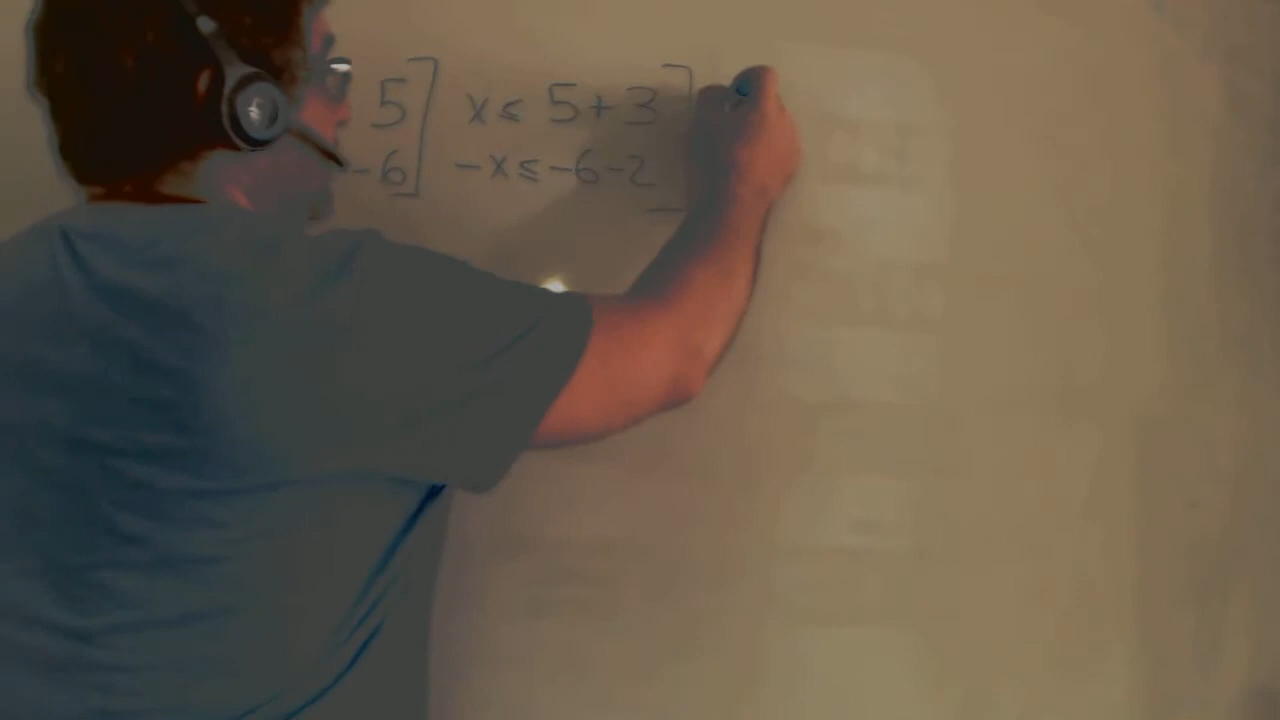 5] x ≤ 5+3]
-6] -x ≤ -6-2